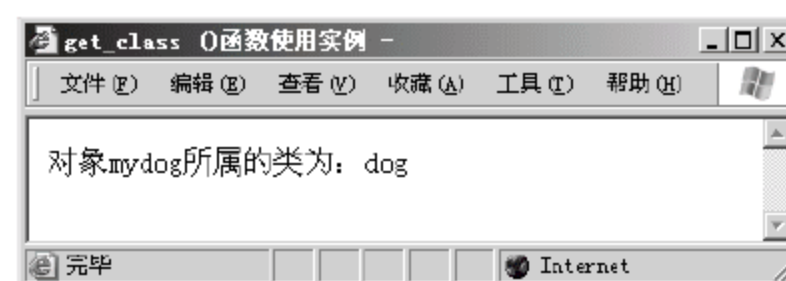 get_class ()函数使用实例 -
文件(F) 编辑(E) 查看(V) 收藏(A) 工具(T) 帮助(H)
对象mydog所属的类为：dog
完毕 Internet